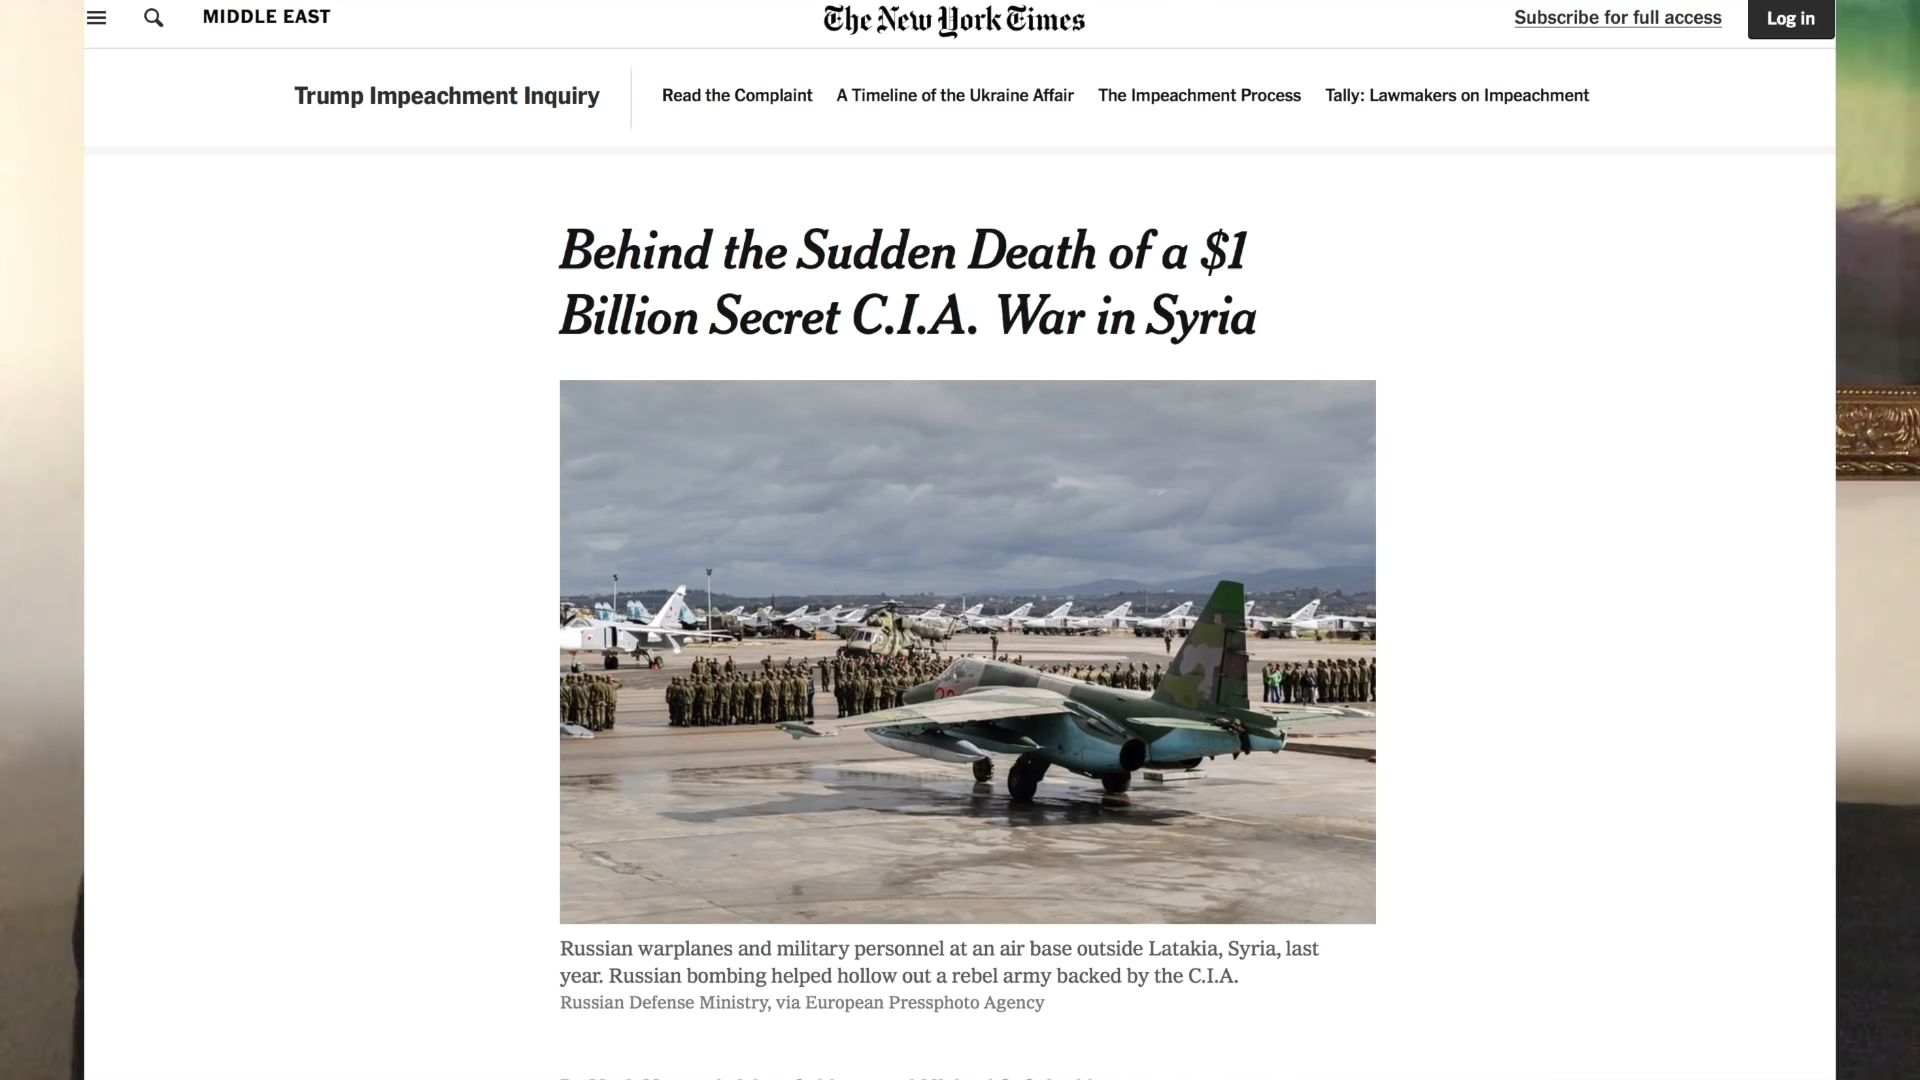 MIDDLE EAST
The New York Times
Subscribe for full access
Log in
Trump Impeachment Inquiry
Read the Complaint
A Timeline of the Ukraine Affair
The Impeachment Process
Tally: Lawmakers on Impeachment
Behind the Sudden Death of a $1
Billion Secret C.I.A. War in Syria
Russian warplanes and military personnel at an air base outside Latakia, Syria, last
year. Russian bombing helped hollow out a rebel army backed by the C.I.A.
Russian Defense Ministry, via European Pressphoto Agency